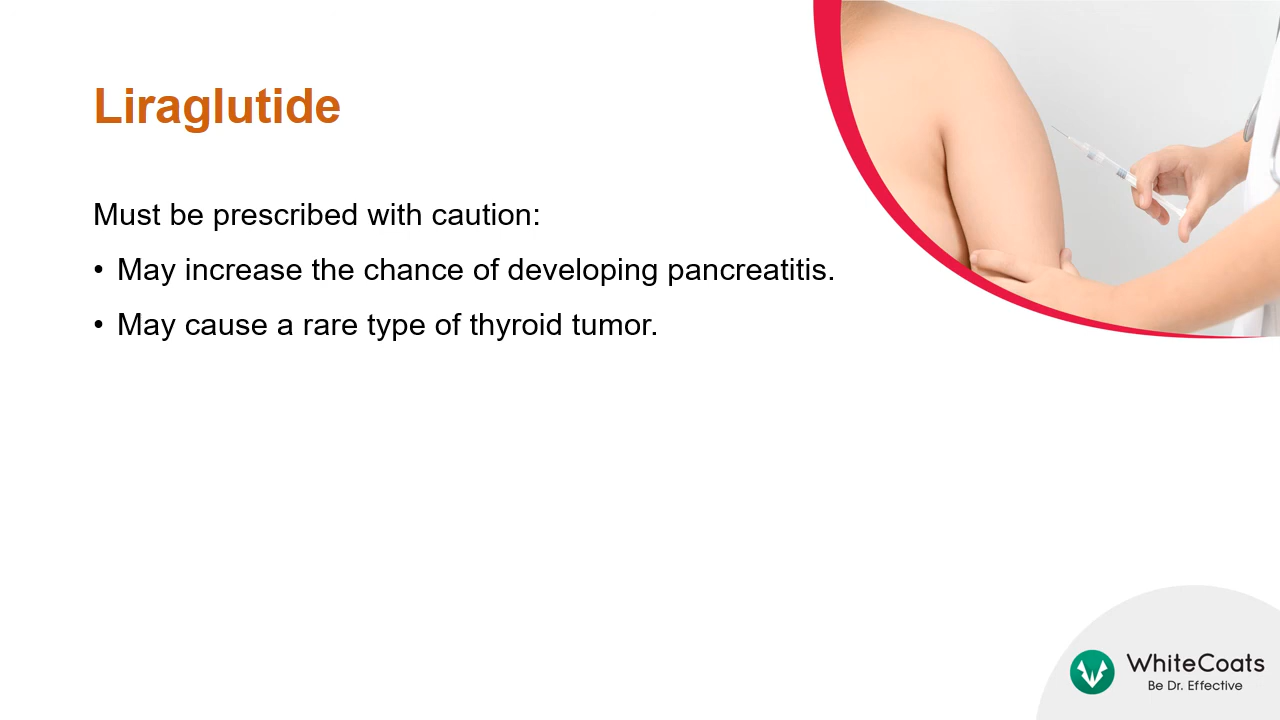 Liraglutide
Must be prescribed with caution:
• May increase the chance of developing pancreatitis.
• May cause a rare type of thyroid tumor.
WhiteCoats
Be Dr. Effective